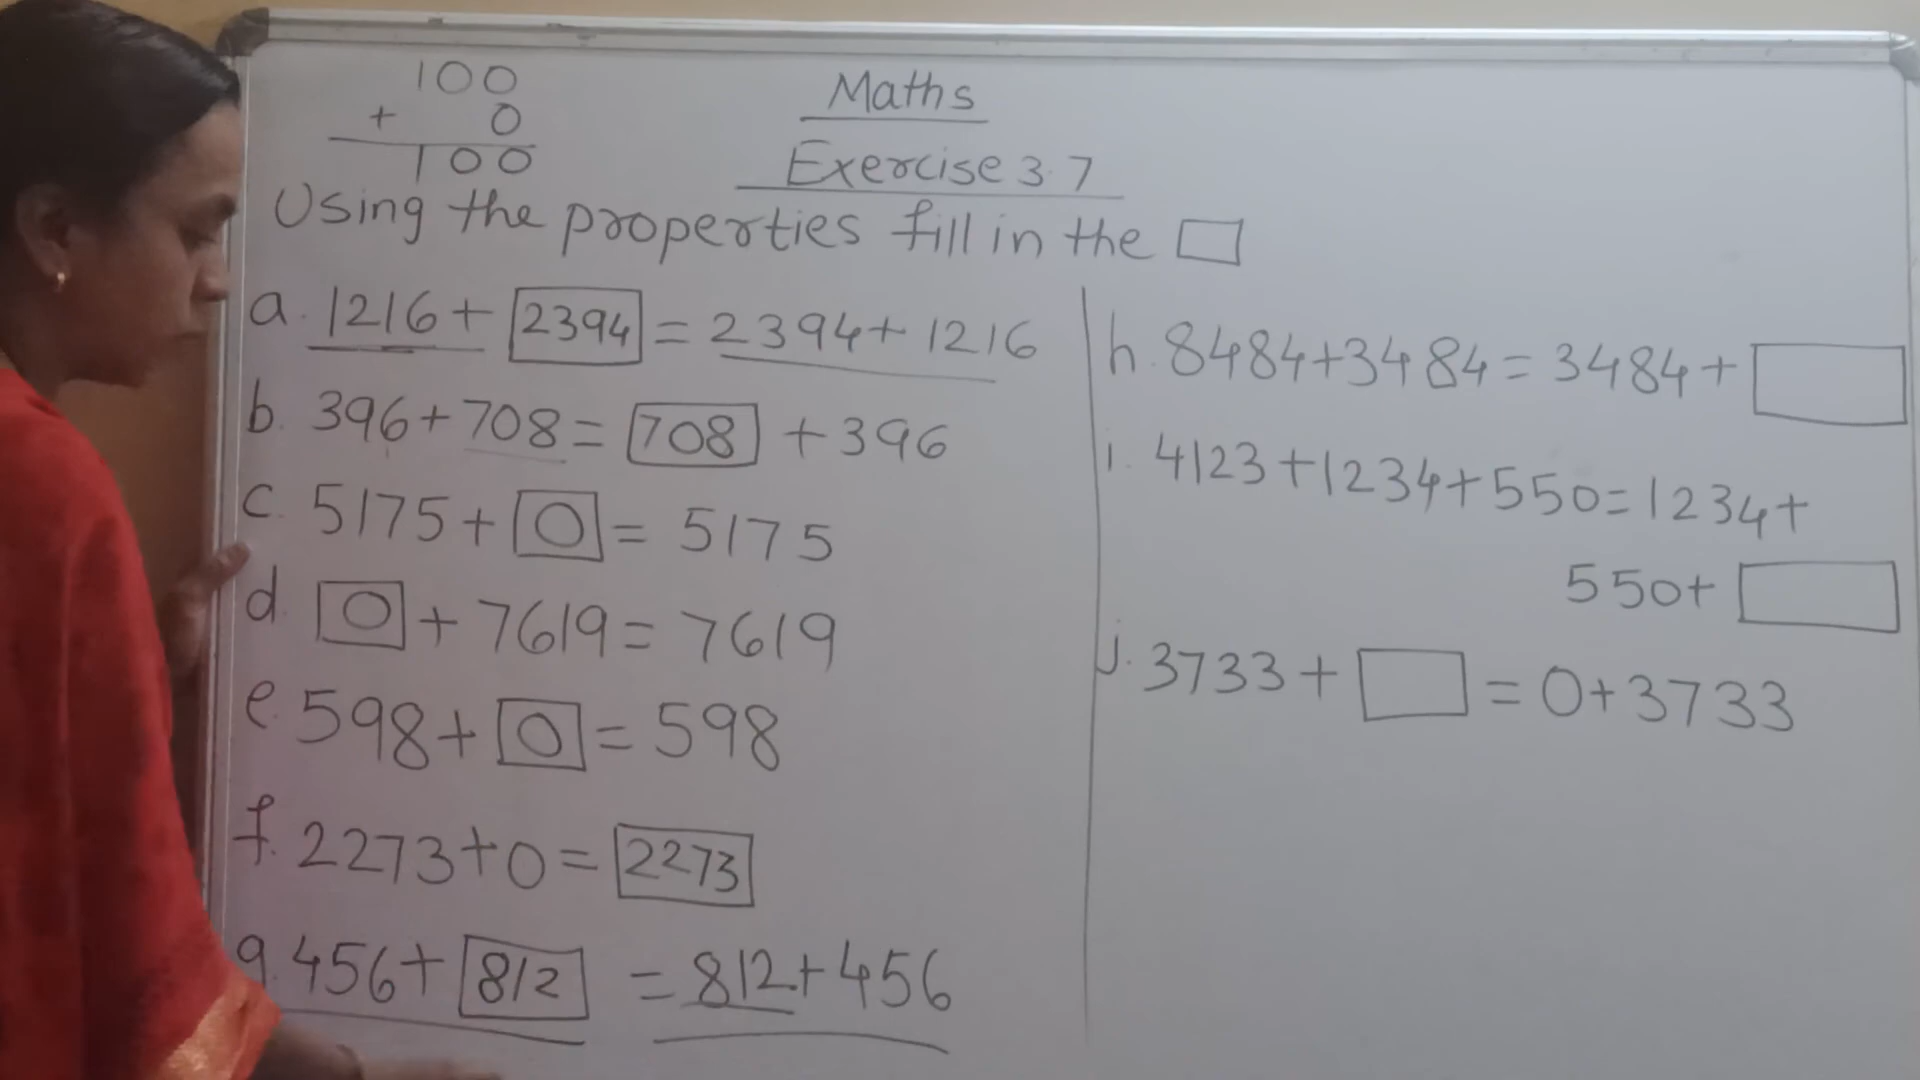 100
+ 0
100
Maths
Exercise 3.7
Using the properties fill in the □
a. 1216+ 2394 = 2394+ 1216
b. 396+708= 708 +396
c. 5175+ 0 = 5175
d. 0 + 7619= 7619
e. 598+ 0 = 598
f. 2273+0= 2273
g. 456+ 812 = 812+456
h. 8484+3484= 3484+ □
i. 4123+1234+550=1234+
550+ □
j. 3733+ □ = 0+3733